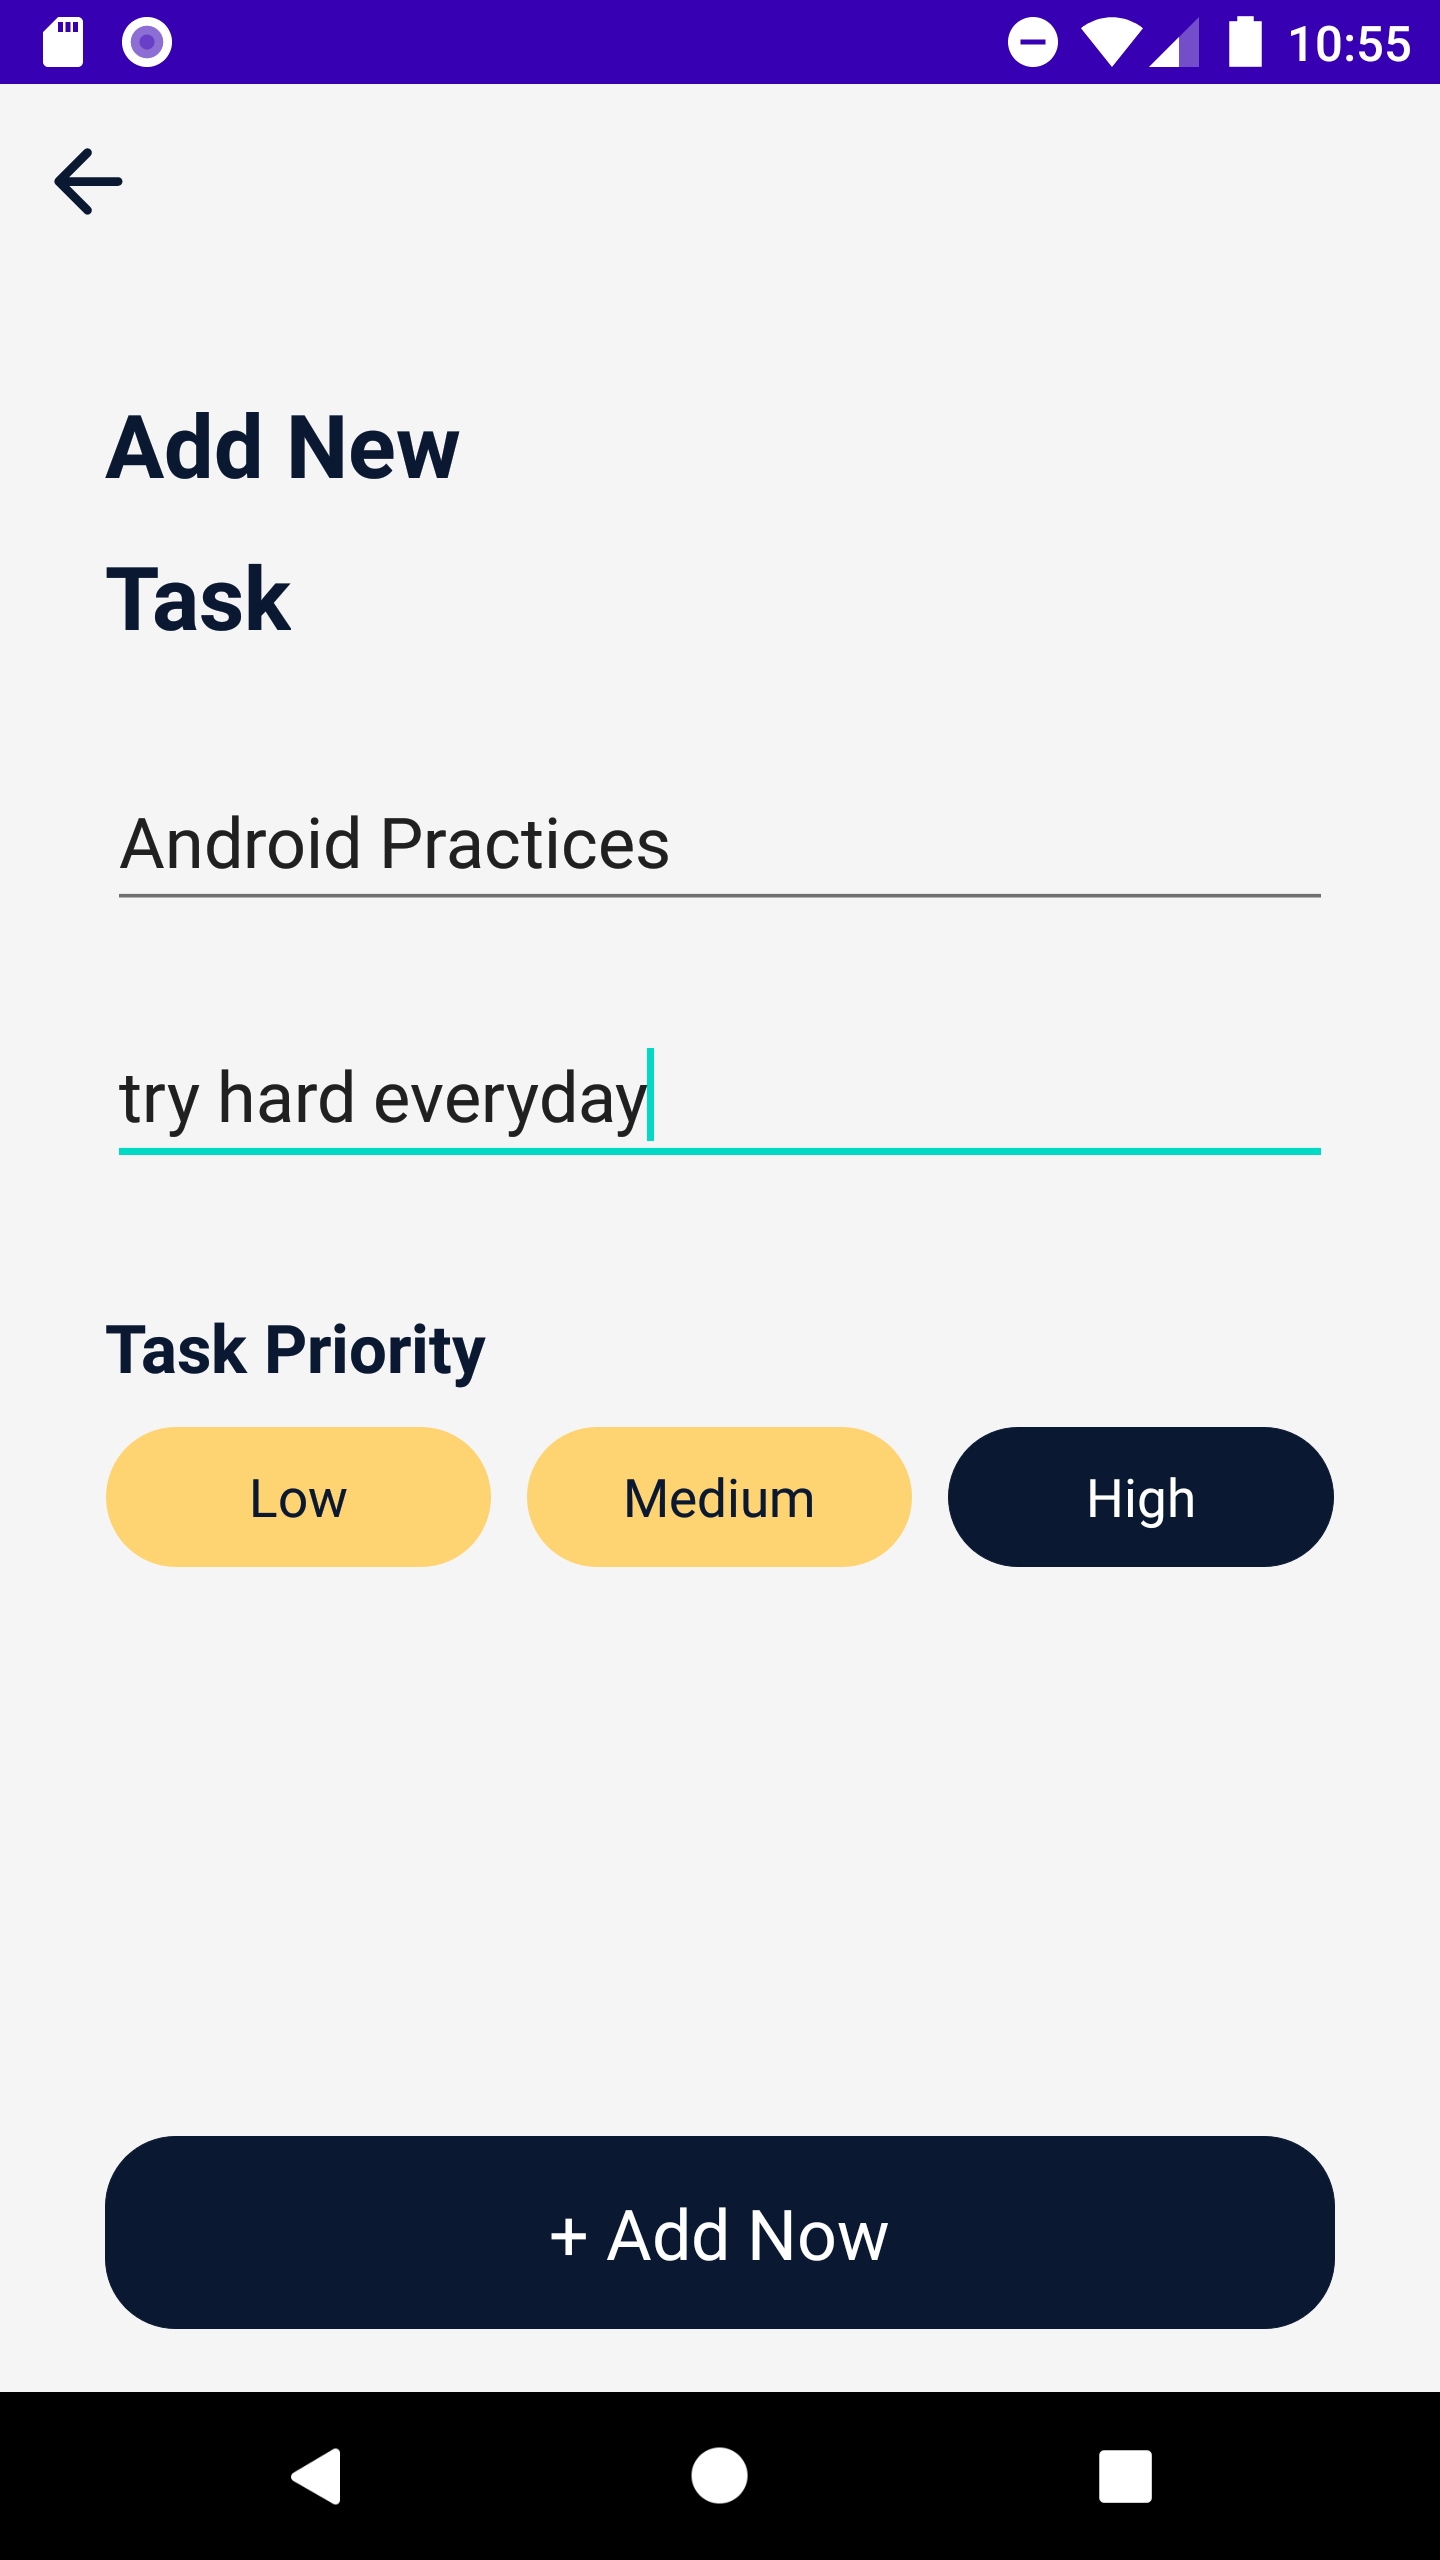 10:55
Add New
Task
Android Practices
try hard everyday
Task Priority
Low Medium High
+ Add Now